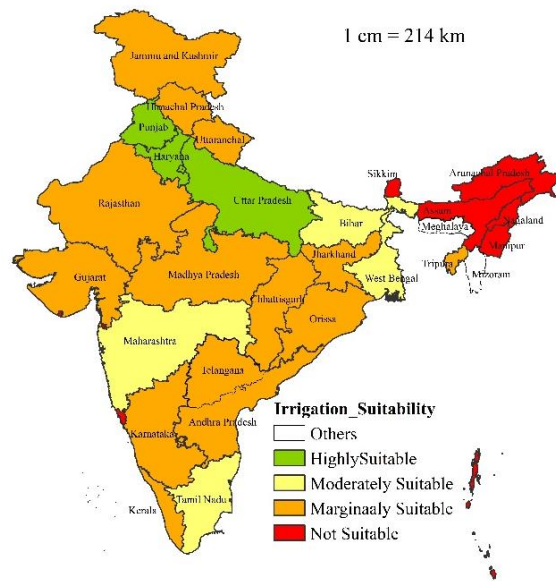 1 cm = 214 km
Jammu and Kashmir
Himachal Pradesh
Punjab
Uttaranchal
Haryana
Sikkim
Arunachal Pradesh
Rajasthan
Uttar Pradesh
Assam
Nagaland
Bihar
Meghalaya
Manipur
Jharkhand
Tripura
Mizoram
Gujarat
Madhya Pradesh
West Bengal
Chhattisgurh
Orissa
Maharashtra
Telangana
Irrigation_Suitability
Others
Karnataka
Andhra Pradesh
HighlySuitable
Moderately Suitable
Tamil Nadu
Kerala
Marginaaly Suitable
Not Suitable